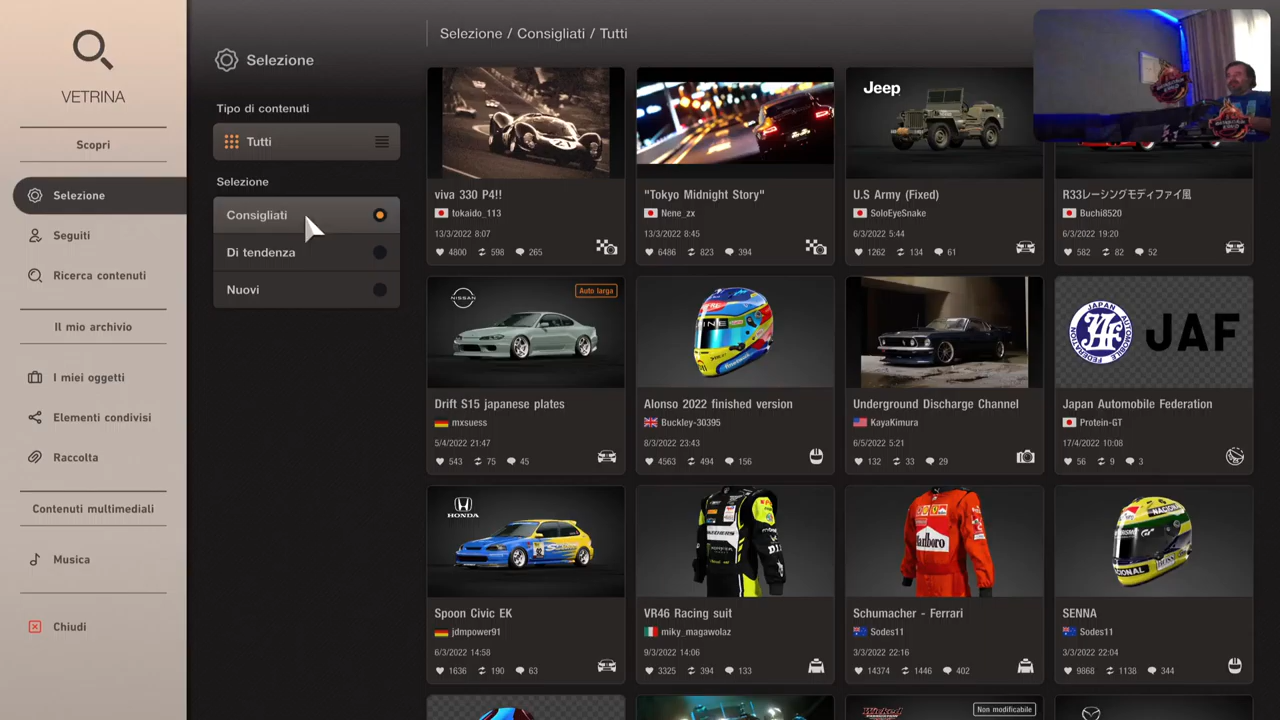 VETRINA
Scopri
Selezione
Seguiti
Ricerca contenuti
Il mio archivio
I miei oggetti
Elementi condivisi
Raccolta
Contenuti multimediali
Musica
Chiudi
Selezione
Tipo di contenuti
Tutti
Selezione
Consigliati
Di tendenza
Nuovi
Selezione / Consigliati / Tutti
viva 330 P4!!
tokaido_113
13/3/2022 8:07
4800 598 265
"Tokyo Midnight Story"
Nene_zx
13/3/2022 8:45
6486 823 394
Jeep
U.S Army (Fixed)
SoloEyeSnake
6/3/2022 5:44
1262 134 61
R33レーシングモディファイ風
Buchi8520
6/3/2022 19:20
582 82 52
NISSAN
Auto larga
Drift S15 japanese plates
mxsuess
5/4/2022 21:47
543 75 45
Alonso 2022 finished version
Buckley-30395
8/3/2022 23:43
4563 494 156
Underground Discharge Channel
KayaKimura
6/5/2022 5:21
132 33 29
JAPAN AUTOMOBILE FEDERATION
JAF
Japan Automobile Federation
Protein-GT
17/4/2022 10:08
56 9 3
HONDA
Spoon Civic EK
jdmpower91
6/3/2022 14:58
1636 190 63
VR46 Racing suit
miky_magawolaz
9/3/2022 14:06
3325 394 133
Marlboro
Schumacher - Ferrari
Sodes11
3/3/2022 22:16
14374 1446 402
NACIONAL
SENNA
Sodes11
3/3/2022 22:04
9868 1138 344
Wicked
Non modificabile